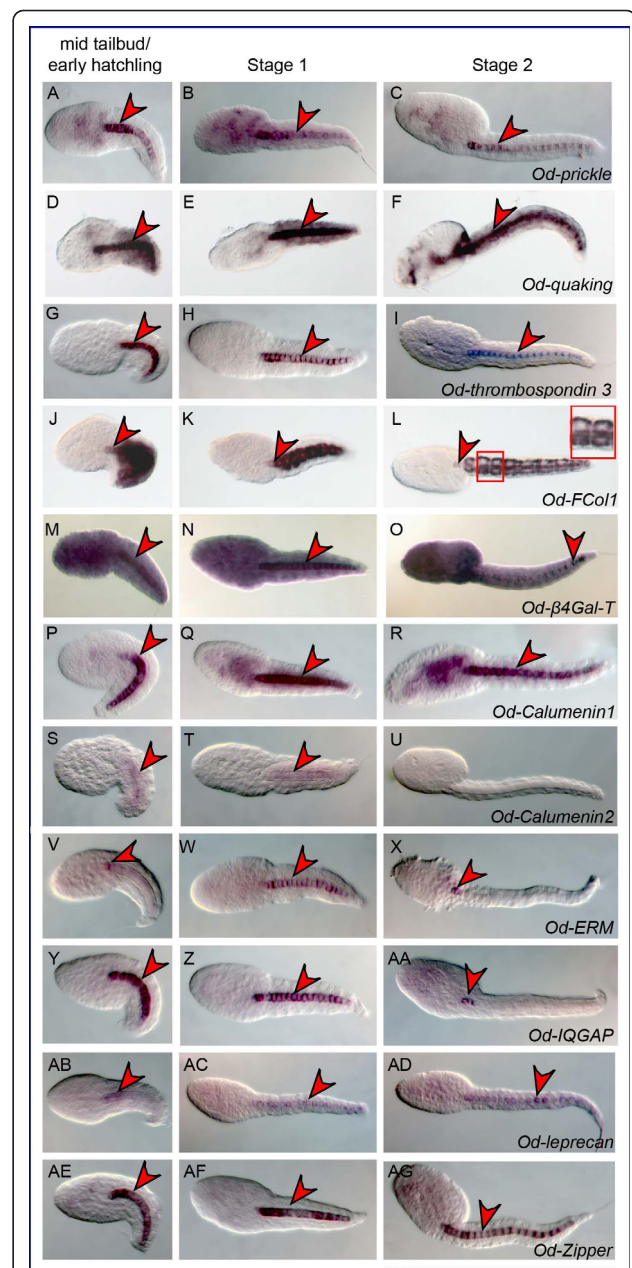 mid tailbud/
early hatchling
Stage 1
Stage 2
A
B
C
Od-prickle
D
E
F
Od-quaking
G
H
I
Od-thrombospondin 3
J
K
L
Od-FCol1
M
N
O
Od-β4Gal-T
P
Q
R
Od-Calumenin1
S
T
U
Od-Calumenin2
V
W
X
Od-ERM
Y
Z
AA
Od-IQGAP
AB
AC
AD
Od-leprecan
AE
AF
AG
Od-Zipper